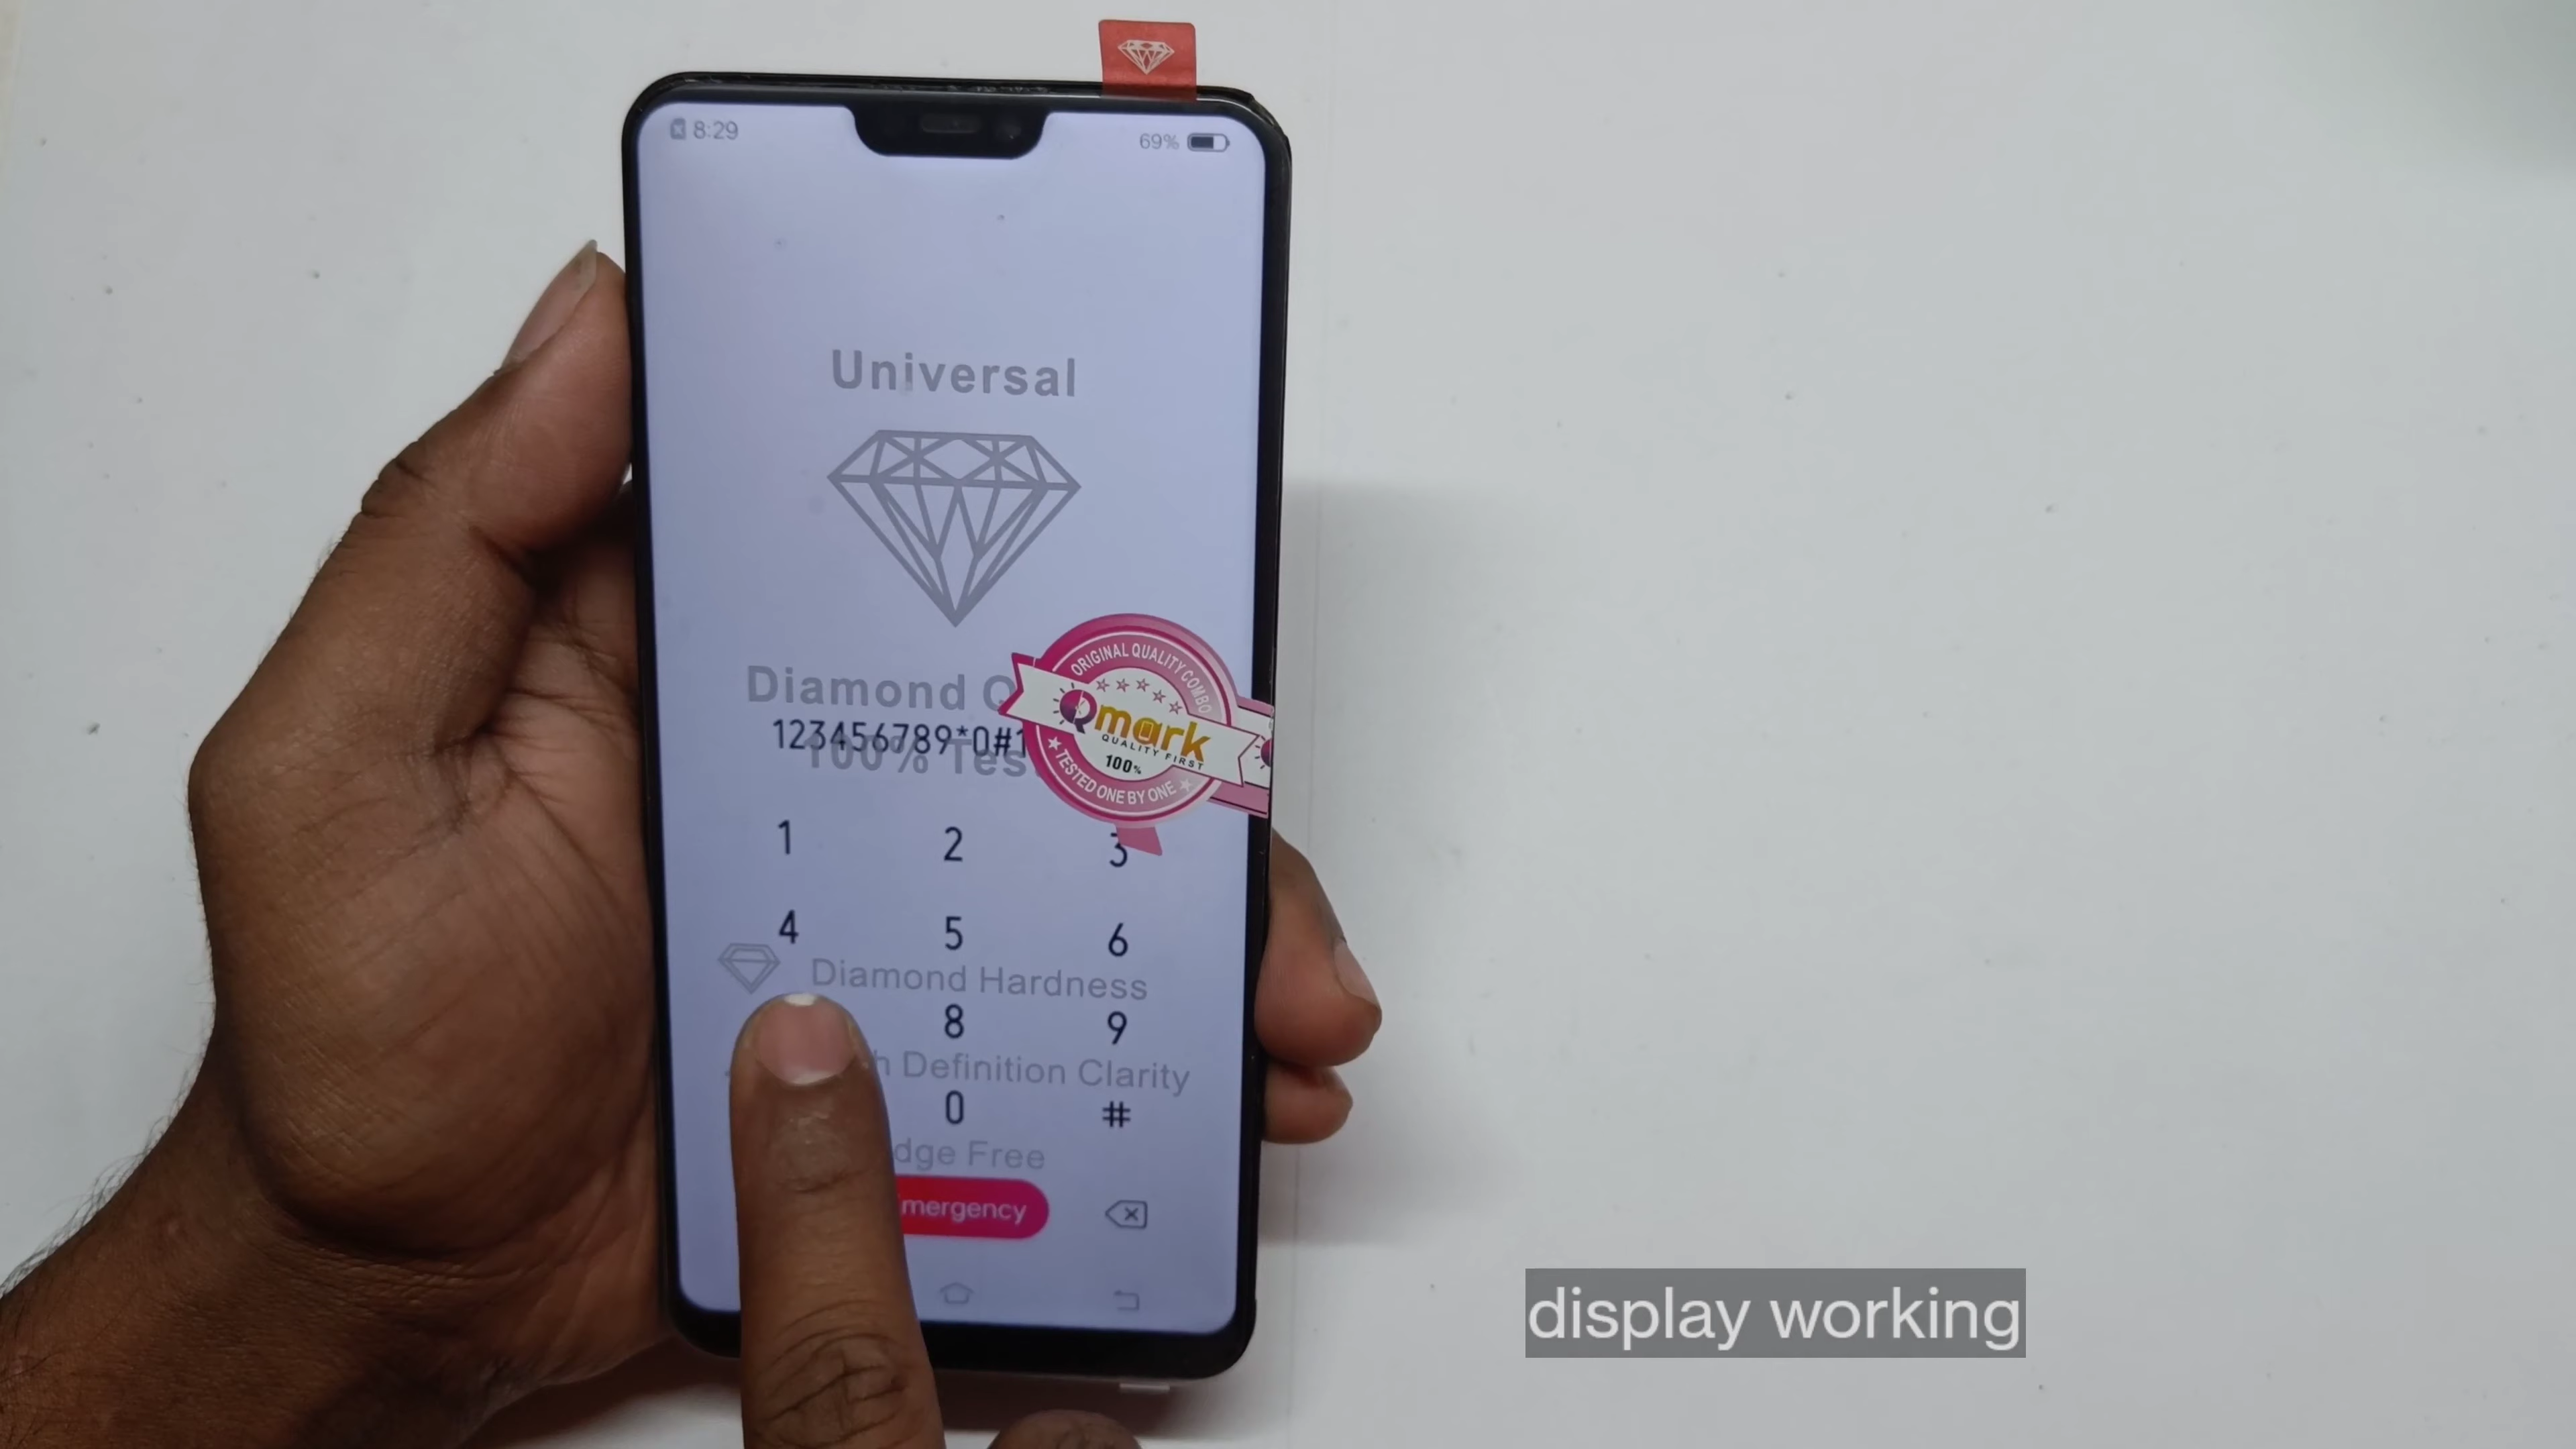 8:29
69%
Universal
Diamond Q
123456789*0#1
100% Tes
ORIGINAL QUALITY COMBO
Qmark
QUALITY FIRST
100%
TESTED ONE BY ONE
1 2 3
4 5 6
Diamond Hardness
8 9
h Definition Clarity
0 #
dge Free
mergency
display working